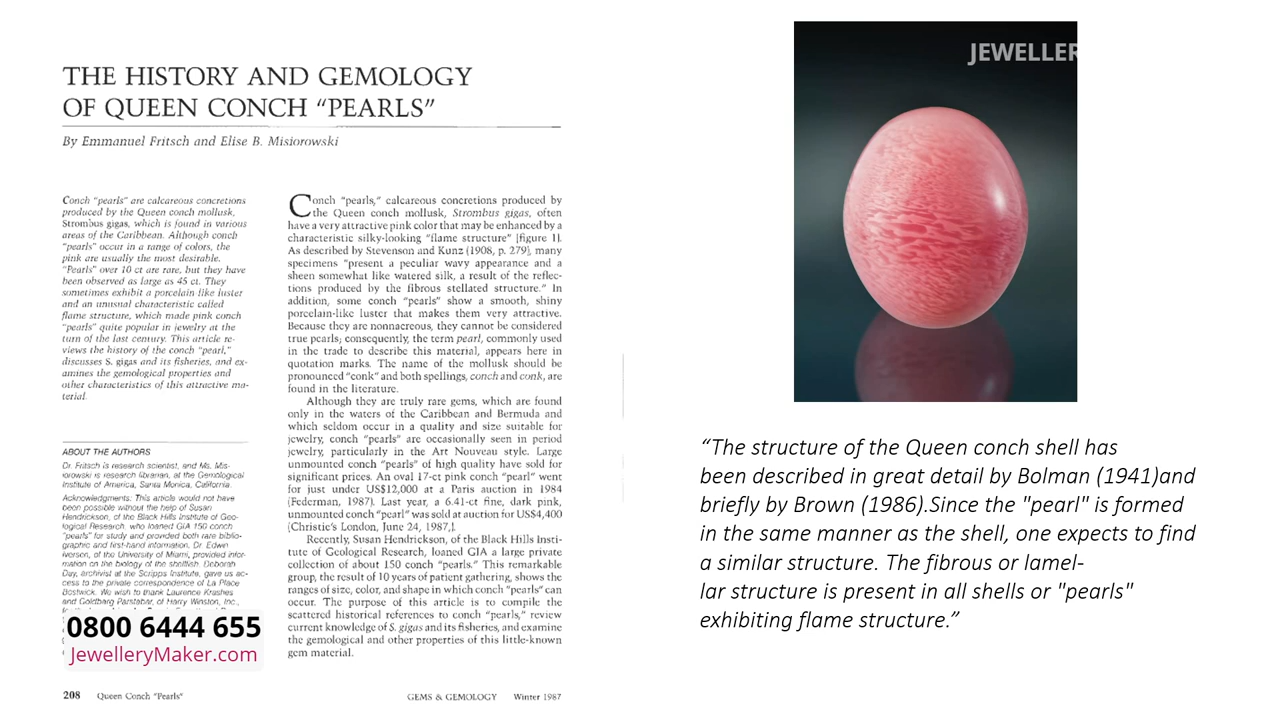 THE HISTORY AND GEMOLOGY
OF QUEEN CONCH “PEARLS”
By Emmanuel Fritsch and Elise B. Misiorowski
Conch “pearls” are calcareous concretions
produced by the Queen conch mollusk,
Strombus gigas, which is found in various
areas of the Caribbean. Although conch
“pearls” occur in a range of colors, the
pink are usually the most desirable.
“Pearls” over 10 ct are rare, but they have
been observed as large as 45 ct. They
sometimes exhibit a porcelain like luster
and an unusual characteristic called
flame structure, which made pink conch
“pearls” quite popular in jewelry at the
turn of the last century. This article re-
views the history of the conch “pearl,”
discusses S. gigas and its fisheries, and ex-
amines the gemological properties and
other characteristics of this attractive ma-
terial.
ABOUT THE AUTHORS
Dr. Fritsch is research scientist, and Ms. Mis-
iorowski is research librarian, at the Gemological
Institute of America, Santa Monica, California.
Acknowledgments: This article would not have
been possible without the help of Susan
Hendrickson, of the Black Hills Institute of Geo-
logical Research, who loaned GIA 150 conch
“pearls” for study and provided both rare biblio-
graphic and first-hand information. Dr. Edwin
Iversen, of the University of Miami, provided infor-
mation on the biology of the shellfish. Deborah
Day, archivist at the Scripps Institute, gave us ac-
cess to the private correspondence of La Place
Bostwick. We wish to thank Laurence Krashes
and Goldberg Parstabar, of Harry Winston, Inc.,
0800 6444 655
JewelleryMaker.com
Conch “pearls,” calcareous concretions produced by
the Queen conch mollusk, Strombus gigas, often
have a very attractive pink color that may be enhanced by a
characteristic silky-looking “flame structure” (figure 1).
As described by Stevenson and Kunz (1908, p. 279), many
specimens “present a peculiar wavy appearance and a
sheen somewhat like watered silk, a result of the reflec-
tions produced by the fibrous stellated structure.” In
addition, some conch “pearls” show a smooth, shiny
porcelain-like luster that makes them very attractive.
Because they are nonnacreous, they cannot be considered
true pearls; consequently, the term pearl, commonly used
in the trade to describe this material, appears here in
quotation marks. The name of the mollusk should be
pronounced “conk” and both spellings, conch and conk, are
found in the literature.
Although they are truly rare gems, which are found
only in the waters of the Caribbean and Bermuda and
which seldom occur in a quality and size suitable for
jewelry, conch “pearls” are occasionally seen in period
jewelry, particularly in the Art Nouveau style. Large
unmounted conch “pearls” of high quality have sold for
significant prices. An oval 17-ct pink conch “pearl” went
for just under US$12,000 at a Paris auction in 1984
(Federman, 1987). Last year, a 6.41-ct fine, dark pink,
unmounted conch “pearl” was sold at auction for US$4,400
(Christie’s London, June 24, 1987,).
Recently, Susan Hendrickson, of the Black Hills Insti-
tute of Geological Research, loaned GIA a large private
collection of about 150 conch “pearls.” This remarkable
group, the result of 10 years of patient gathering, shows the
ranges of size, color, and shape in which conch “pearls” can
occur. The purpose of this article is to compile the
scattered historical references to conch “pearls,” review
current knowledge of S. gigas and its fisheries, and examine
the gemological and other properties of this little-known
gem material.
208 Queen Conch “Pearls”
GEMS & GEMOLOGY Winter 1987
JEWELLER
“The structure of the Queen conch shell has
been described in great detail by Bolman (1941)and
briefly by Brown (1986).Since the "pearl" is formed
in the same manner as the shell, one expects to find
a similar structure. The fibrous or lamel-
lar structure is present in all shells or "pearls"
exhibiting flame structure.”